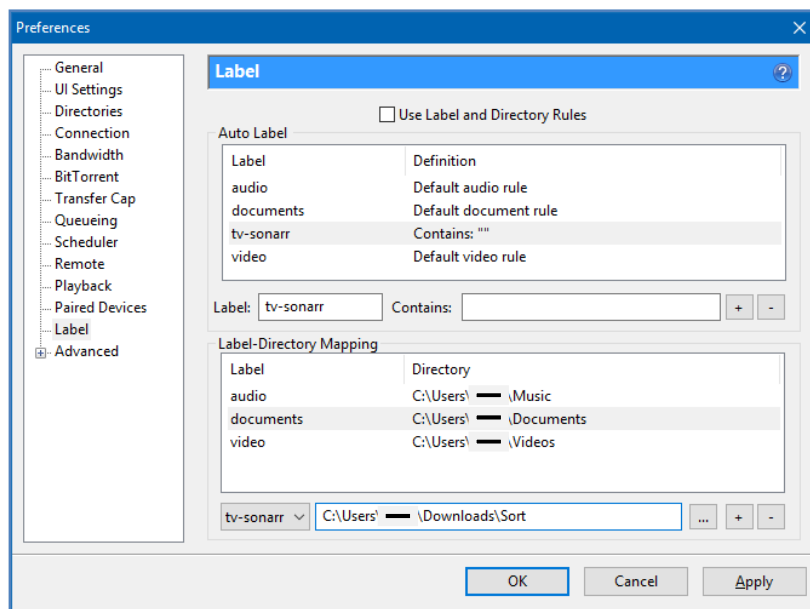 Preferences
General
UI Settings
Directories
Connection
Bandwidth
BitTorrent
Transfer Cap
Queueing
Scheduler
Remote
Playback
Paired Devices
Label
Advanced
Label
Use Label and Directory Rules
Auto Label
Label Definition
audio Default audio rule
documents Default document rule
tv-sonarr Contains: ""
video Default video rule
Label: tv-sonarr Contains: + -
Label-Directory Mapping
Label Directory
audio C:\Users\ \Music
documents C:\Users\ \Documents
video C:\Users\ \Videos
tv-sonarr C:\Users\ \Downloads\Sort ... + -
OK Cancel Apply